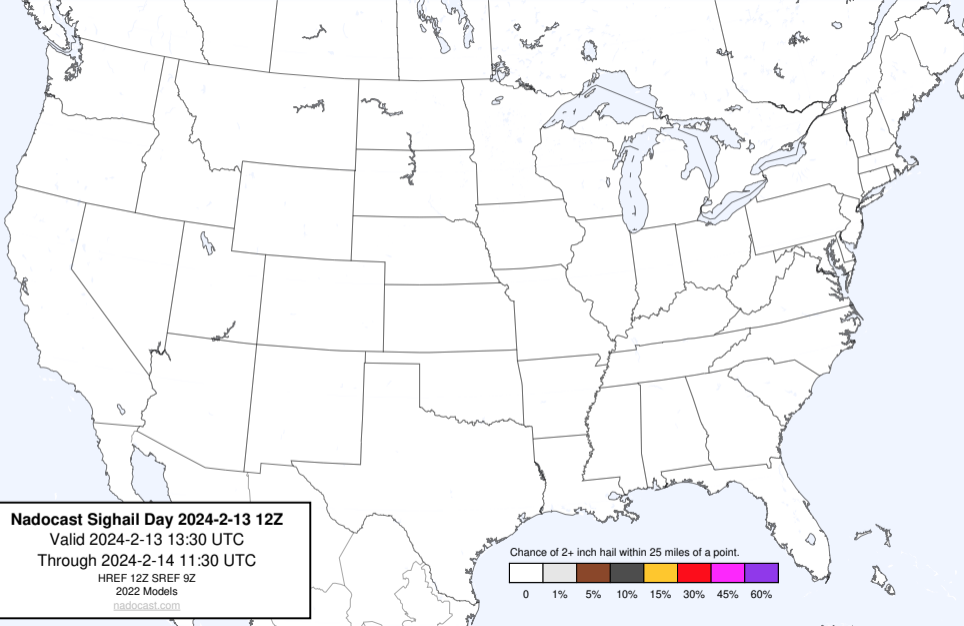 Nadocast Sighail Day 2024-2-13 12Z
Valid 2024-2-13 13:30 UTC
Through 2024-2-14 11:30 UTC
HREF 12Z SREF 9Z
2022 Models
nadocast.com
Chance of 2+ inch hail within 25 miles of a point.
0 1% 5% 10% 15% 30% 45% 60%